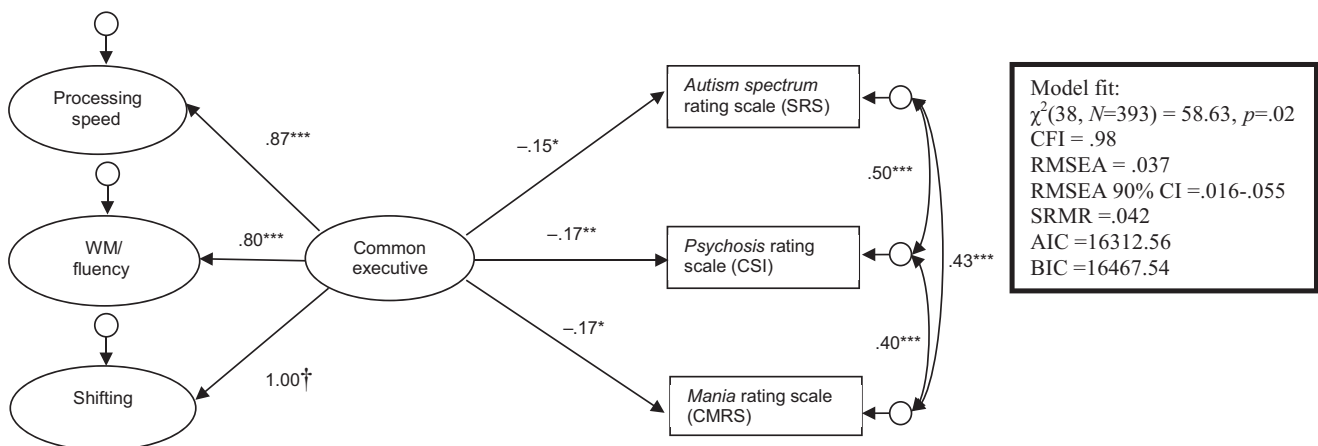 Processing
speed
.87***
WM/
fluency
.80***
Shifting
1.00†
Common
executive
–.15*
–.17**
–.17*
Autism spectrum
rating scale (SRS)
Psychosis rating
scale (CSI)
Mania rating scale
(CMRS)
.50***
.40***
.43***
Model fit:
χ²(38, N=393) = 58.63, p=.02
CFI = .98
RMSEA = .037
RMSEA 90% CI =.016-.055
SRMR =.042
AIC =16312.56
BIC =16467.54